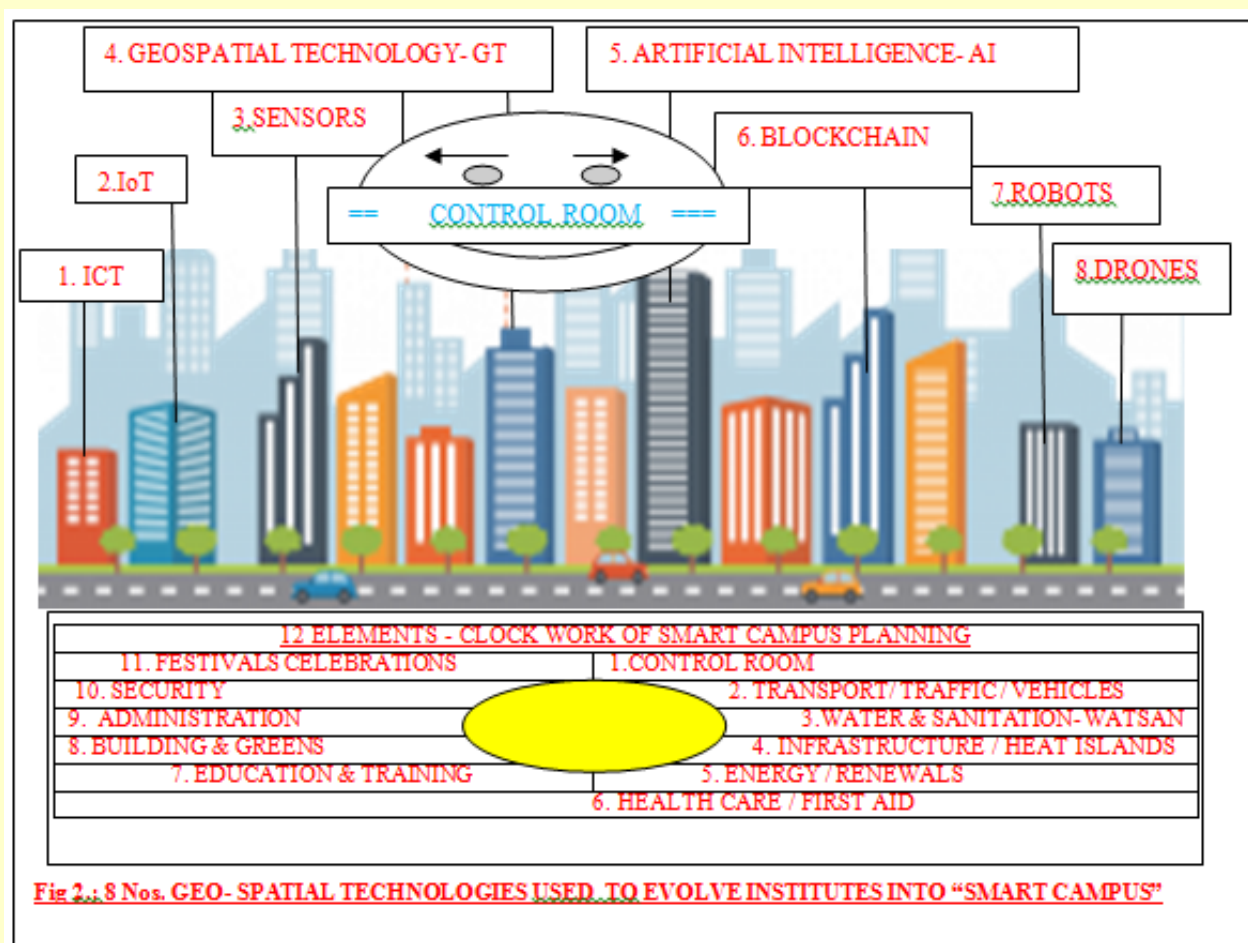 4. GEOSPATIAL TECHNOLOGY- GT
5. ARTIFICIAL INTELLIGENCE- AI
3.SENSORS
6. BLOCKCHAIN
2.IoT
7.ROBOTS
== CONTROL ROOM ===
1. ICT
8.DRONES
12 ELEMENTS - CLOCK WORK OF SMART CAMPUS PLANNING
11. FESTIVALS CELEBRATIONS
1.CONTROL ROOM
10. SECURITY
2. TRANSPORT/ TRAFFIC / VEHICLES
9. ADMINISTRATION
3.WATER & SANITATION- WATSAN
8. BUILDING & GREENS
4. INFRASTRUCTURE / HEAT ISLANDS
7. EDUCATION & TRAINING
5. ENERGY / RENEWALS
6. HEALTH CARE / FIRST AID
Fig 2.: 8 Nos. GEO- SPATIAL TECHNOLOGIES USED TO EVOLVE INSTITUTES INTO “SMART CAMPUS”